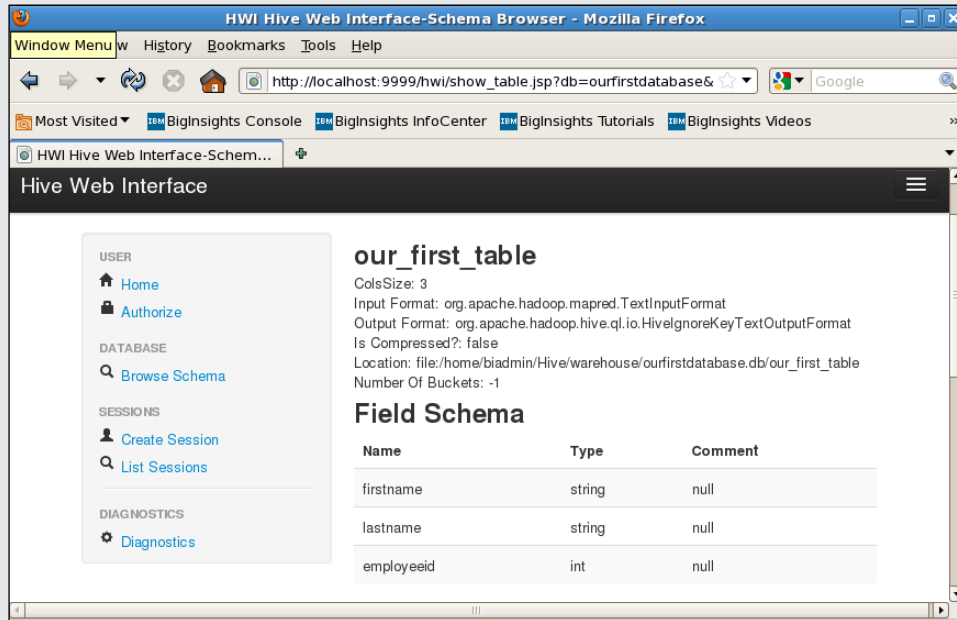 HWI Hive Web Interface-Schema Browser - Mozilla Firefox
Window Menu w History Bookmarks Tools Help
http://localhost:9999/hwi/show_table.jsp?db=ourfirstdatabase& Google
Most Visited IBM BigInsights Console IBM BigInsights InfoCenter IBM BigInsights Tutorials IBM BigInsights Videos »
HWI Hive Web Interface-Schem...
Hive Web Interface
USER
Home
Authorize
DATABASE
Browse Schema
SESSIONS
Create Session
List Sessions
DIAGNOSTICS
Diagnostics
our_first_table
ColsSize: 3
Input Format: org.apache.hadoop.mapred.TextInputFormat
Output Format: org.apache.hadoop.hive.ql.io.HiveIgnoreKeyTextOutputFormat
Is Compressed?: false
Location: file:/home/biadmin/Hive/warehouse/ourfirstdatabase.db/our_first_table
Number Of Buckets: -1
Field Schema
Name Type Comment
firstname string null
lastname string null
employeeid int null